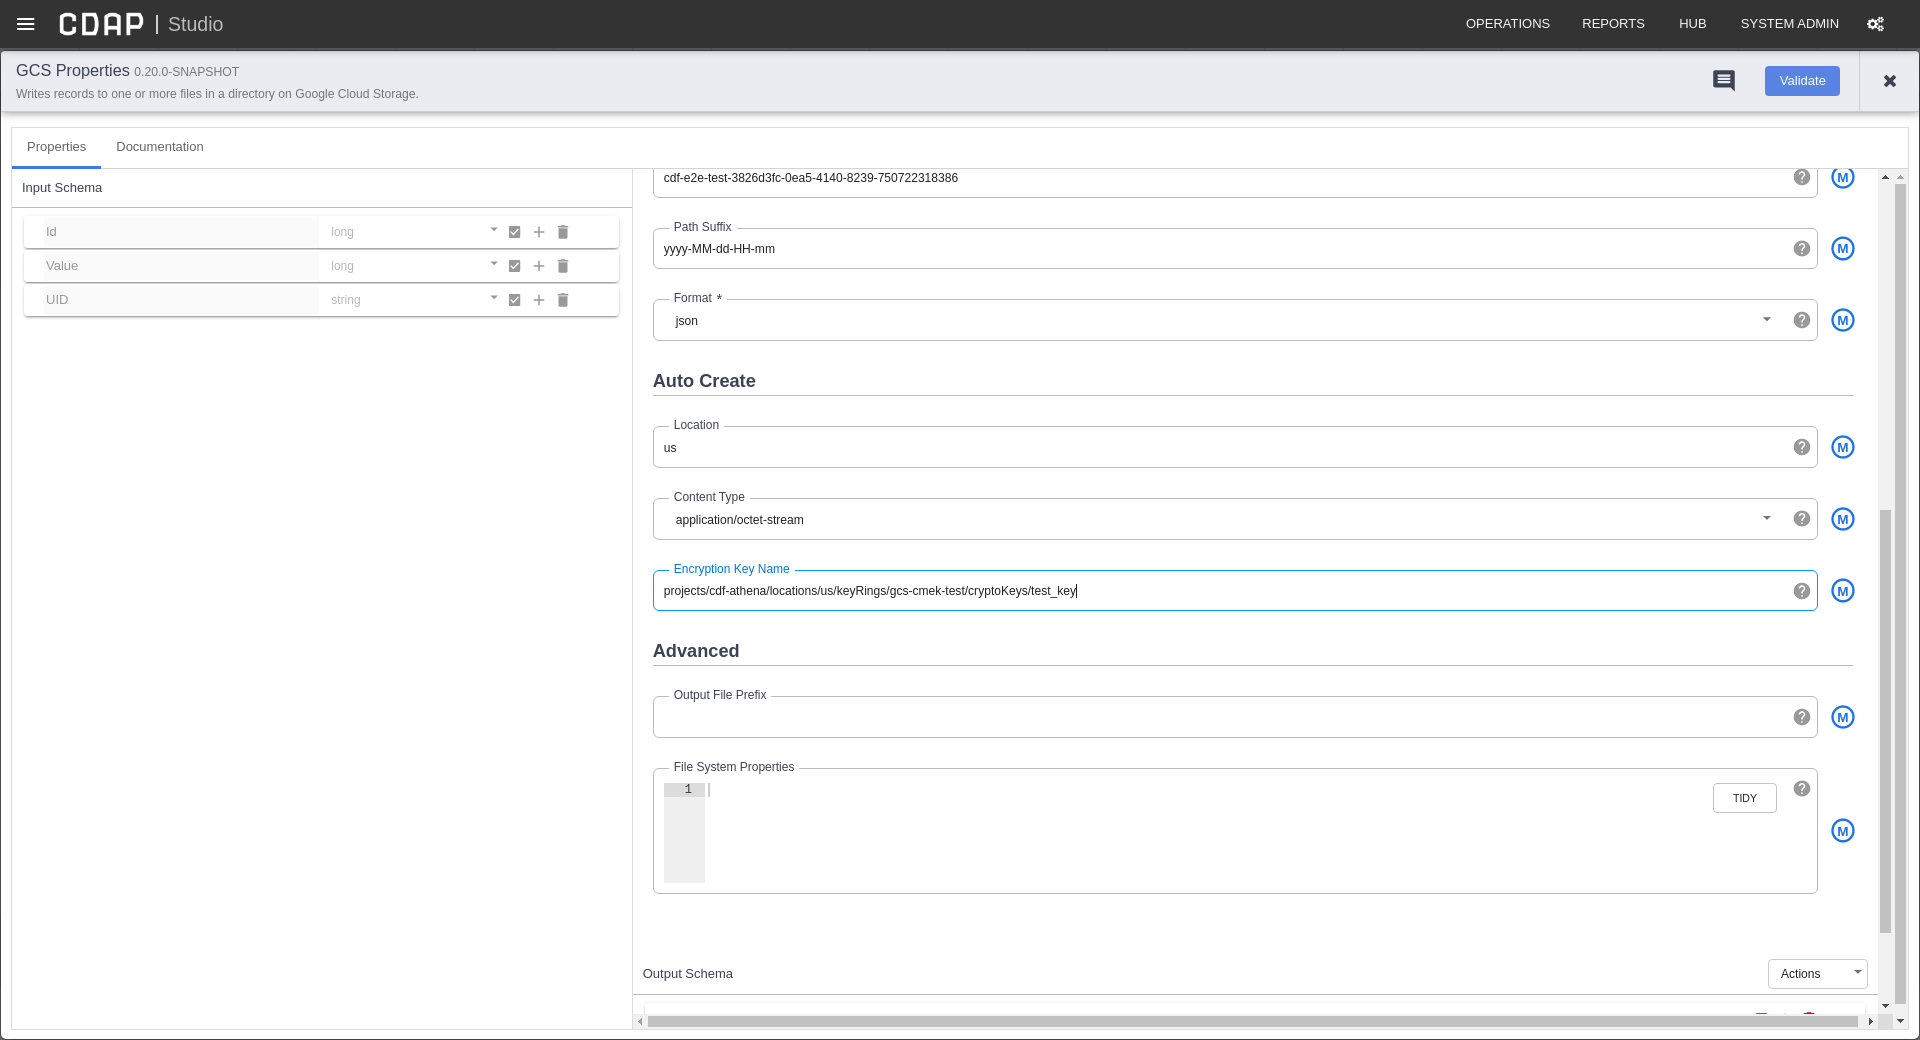 CDAP | Studio
OPERATIONS REPORTS HUB SYSTEM ADMIN
GCS Properties 0.20.0-SNAPSHOT
Writes records to one or more files in a directory on Google Cloud Storage.
Validate
Properties Documentation
Input Schema
Id long
Value long
UID string
cdf-e2e-test-3826d3fc-0ea5-4140-8239-750722318386
M
Path Suffix
yyyy-MM-dd-HH-mm
M
Format *
json
M
Auto Create
Location
us
M
Content Type
application/octet-stream
M
Encryption Key Name
projects/cdf-athena/locations/us/keyRings/gcs-cmek-test/cryptoKeys/test_key
M
Advanced
Output File Prefix
M
File System Properties
1
TIDY
M
Output Schema
Actions